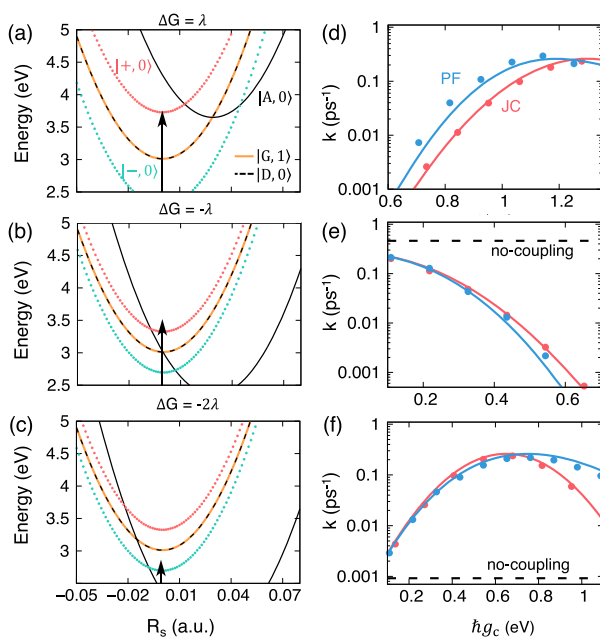 (a)
ΔG = λ
5
4.5
4
3.5
3
2.5
Energy (eV)
|+,0⟩
|A,0⟩
|−,0⟩
|G,1⟩
|D,0⟩
(b)
ΔG = -λ
5
4.5
4
3.5
3
2.5
Energy (eV)
(c)
ΔG = -2λ
5
4.5
4
3.5
3
2.5
Energy (eV)
−0.05 −0.02 0.01 0.04 0.07
Rs (a.u.)
(d)
1
0.1
0.01
0.001
k (ps⁻¹)
PF
JC
0.6 0.8 1 1.2
(e)
1
0.1
0.01
0.001
k (ps⁻¹)
no-coupling
0.2 0.4 0.6
(f)
1
0.1
0.01
0.001
k (ps⁻¹)
no-coupling
0.2 0.4 0.6 0.8 1
ℏgc (eV)